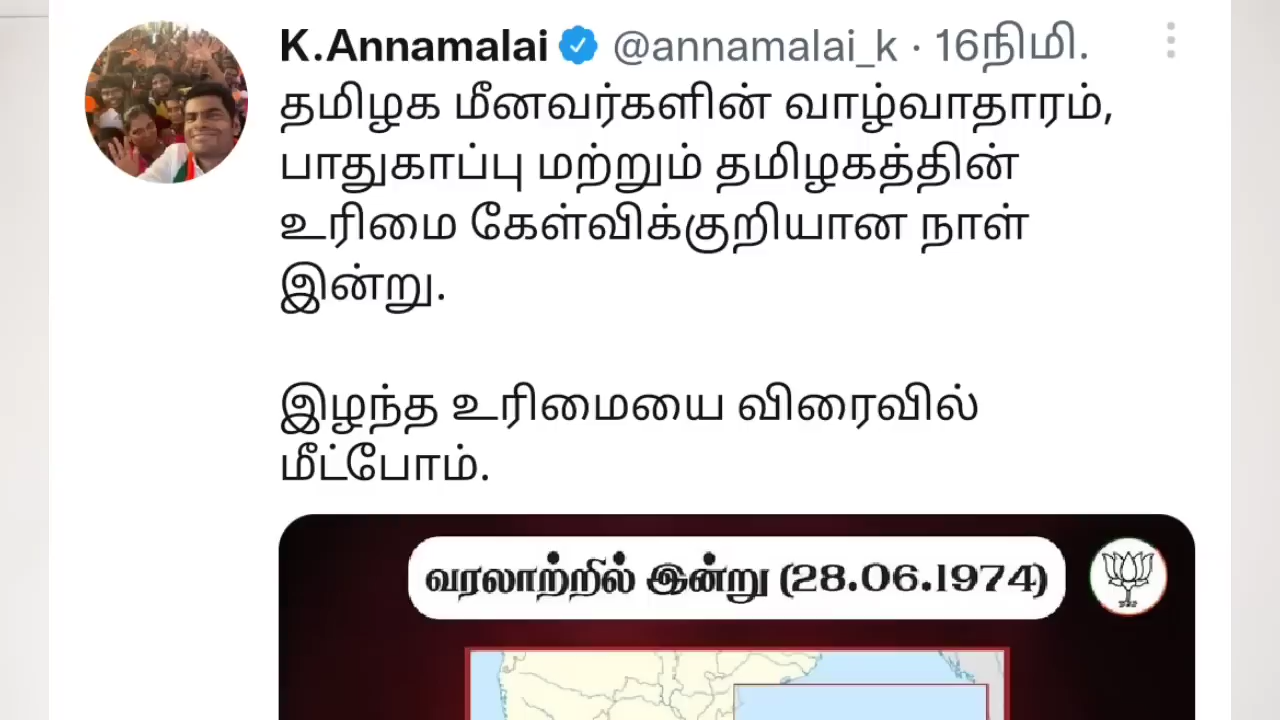 K.Annamalai @annamalai_k · 16நிமி.
தமிழக மீனவர்களின் வாழ்வாதாரம்,
பாதுகாப்பு மற்றும் தமிழகத்தின்
உரிமை கேள்விக்குறியான நாள்
இன்று.
இழந்த உரிமையை விரைவில்
மீட்போம்.
வரலாற்றில் இன்று (28.06.1974)